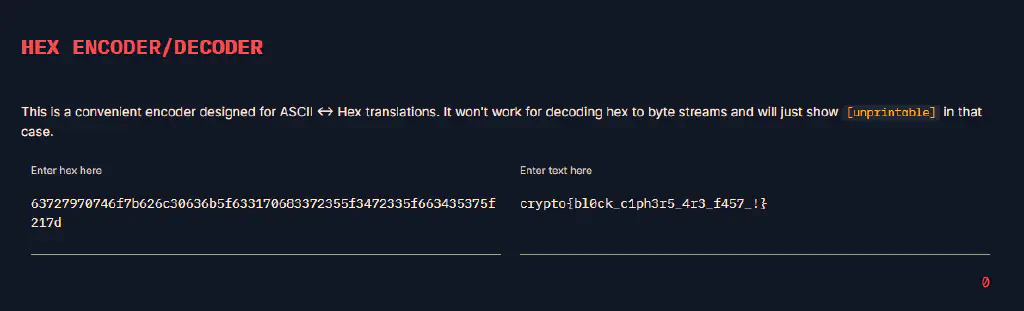 HEX ENCODER/DECODER
This is a convenient encoder designed for ASCII ↔ Hex translations. It won't work for decoding hex to byte streams and will just show [unprintable] in that
case.
Enter hex here
Enter text here
63727970746f7b626c30636b5f633170683372355f3472335f663435375f
217d
crypto{bl0ck_c1ph3r5_4r3_f457_!}
0